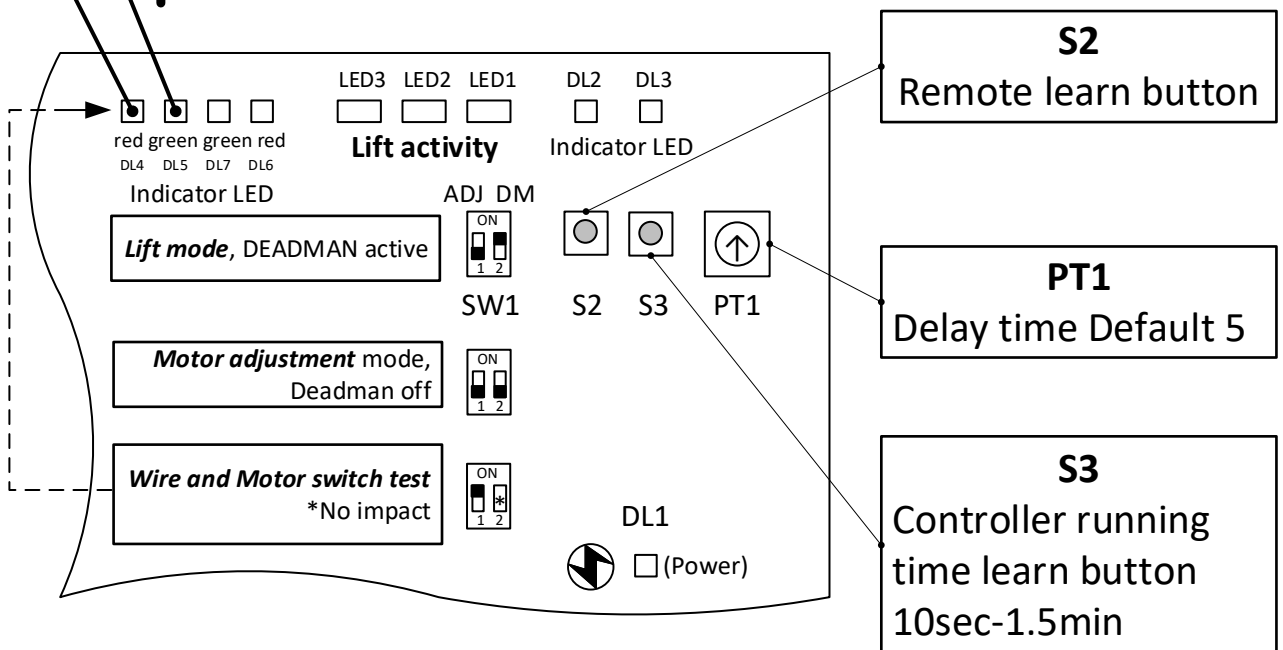 LED3 LED2 LED1
DL2 DL3
red green green red
DL4 DL5 DL7 DL6
Indicator LED
Lift activity
Indicator LED
S2
Remote learn button
ADJ DM
Lift mode, DEADMAN active
ON
1 2
SW1
S2
S3
PT1
PT1
Delay time Default 5
Motor adjustment mode,
Deadman off
ON
1 2
Wire and Motor switch test
*No impact
ON
*
1 2
DL1
(Power)
S3
Controller running
time learn button
10sec-1.5min